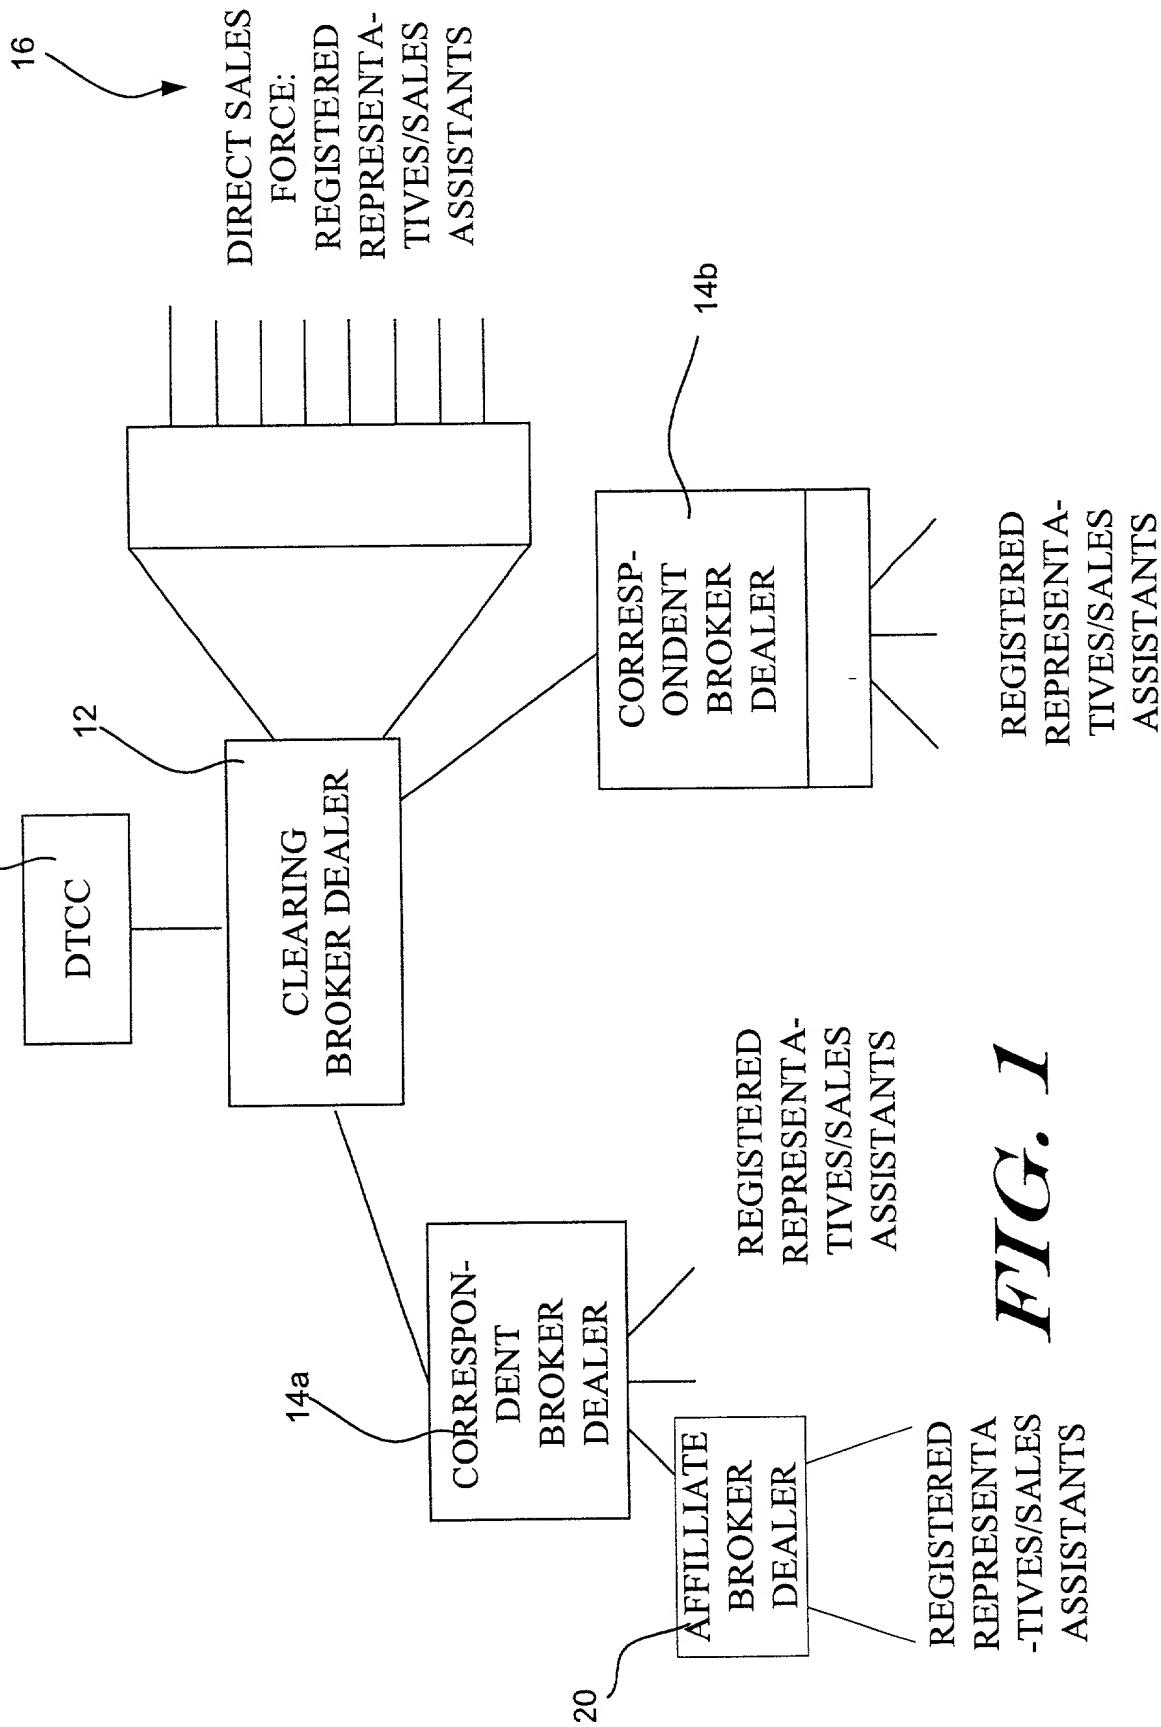 DTCC
12
CLEARING
BROKER DEALER
16
DIRECT SALES
FORCE:
REGISTERED
REPRESENTA-
TIVES/SALES
ASSISTANTS
14a
CORRESPON-
DENT
BROKER
DEALER
14b
CORRESP-
ONDENT
BROKER
DEALER
20
AFFILLIATE
BROKER
DEALER
REGISTERED
REPRESENTA-
TIVES/SALES
ASSISTANTS
REGISTERED
REPRESENTA
-TIVES/SALES
ASSISTANTS
REGISTERED
REPRESENTA-
TIVES/SALES
ASSISTANTS
FIG. 1